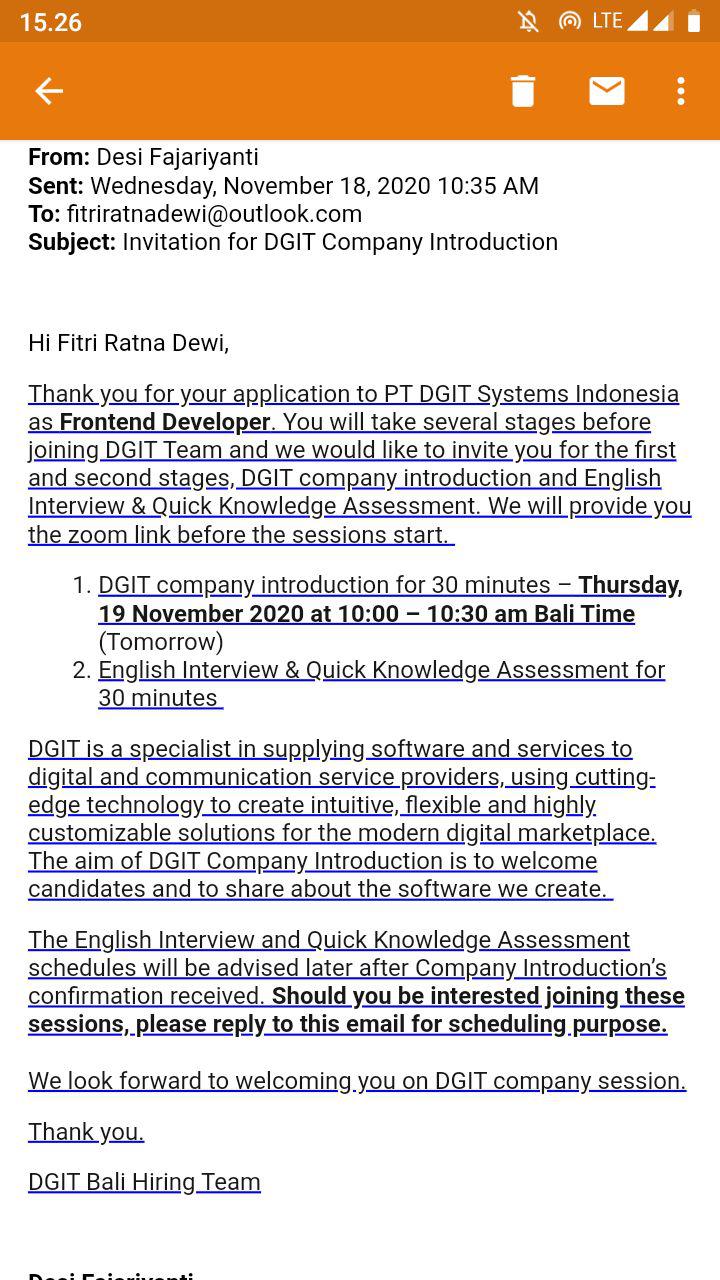 15.26
LTE
From: Desi Fajariyanti
Sent: Wednesday, November 18, 2020 10:35 AM
To: fitriratnadewi@outlook.com
Subject: Invitation for DGIT Company Introduction
Hi Fitri Ratna Dewi,
Thank you for your application to PT DGIT Systems Indonesia
as Frontend Developer. You will take several stages before
joining DGIT Team and we would like to invite you for the first
and second stages, DGIT company introduction and English
Interview & Quick Knowledge Assessment. We will provide you
the zoom link before the sessions start.
1. DGIT company introduction for 30 minutes – Thursday,
19 November 2020 at 10:00 – 10:30 am Bali Time
(Tomorrow)
2. English Interview & Quick Knowledge Assessment for
30 minutes
DGIT is a specialist in supplying software and services to
digital and communication service providers, using cutting-
edge technology to create intuitive, flexible and highly
customizable solutions for the modern digital marketplace.
The aim of DGIT Company Introduction is to welcome
candidates and to share about the software we create.
The English Interview and Quick Knowledge Assessment
schedules will be advised later after Company Introduction’s
confirmation received. Should you be interested joining these
sessions, please reply to this email for scheduling purpose.
We look forward to welcoming you on DGIT company session.
Thank you.
DGIT Bali Hiring Team
Desi Fajariyanti